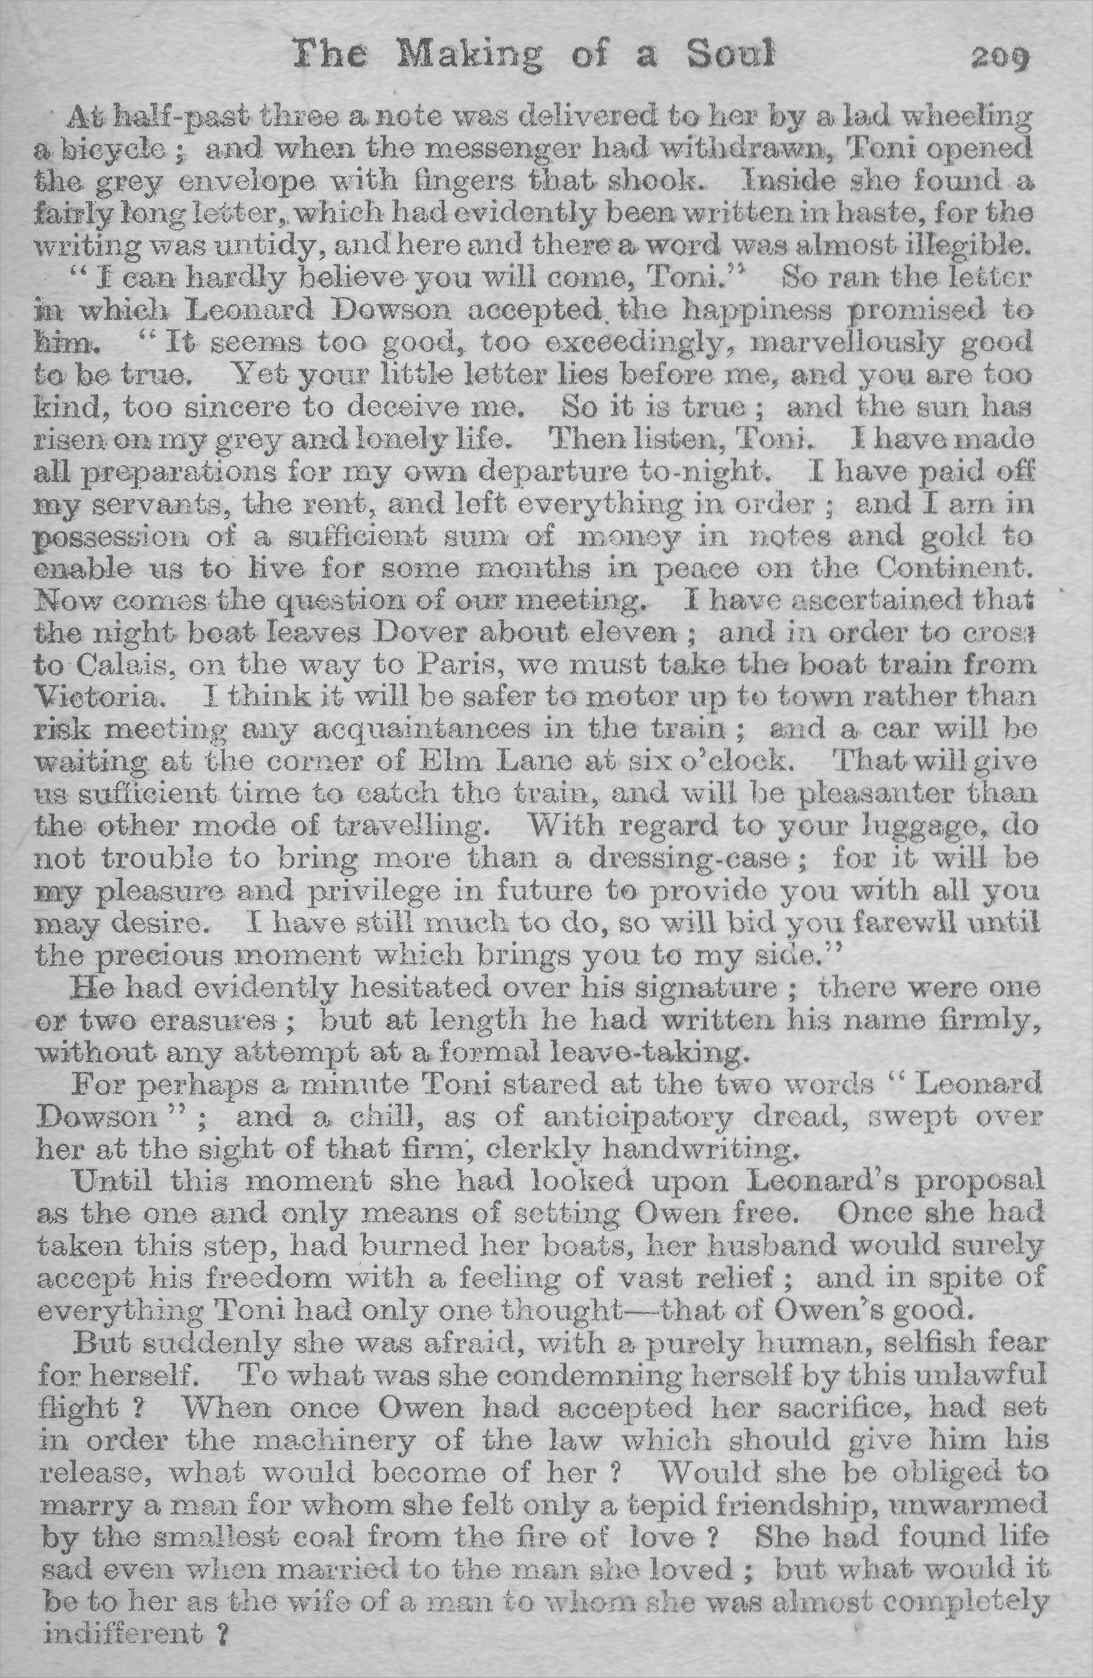 The Making of a Soul 209
At half-past three a note was delivered to her by a lad wheeling
a bicycle ; and when the messenger had withdrawn, Toni opened
the grey envelope with fingers that shook. Inside she found a
fairly long letter, which had evidently been written in haste, for the
writing was untidy, and here and there a word was almost illegible.
“ I can hardly believe you will come, Toni.” So ran the letter
in which Leonard Dowson accepted the happiness promised to
him. “ It seems too good, too exceedingly, marvellously good
to be true. Yet your little letter lies before me, and you are too
kind, too sincere to deceive me. So it is true ; and the sun has
risen on my grey and lonely life. Then listen, Toni. I have made
all preparations for my own departure to-night. I have paid off
my servants, the rent, and left everything in order ; and I am in
possession of a sufficient sum of money in notes and gold to
enable us to live for some months in peace on the Continent.
Now comes the question of our meeting. I have ascertained that
the night boat leaves Dover about eleven ; and in order to cross
to Calais, on the way to Paris, we must take the boat train from
Victoria. I think it will be safer to motor up to town rather than
risk meeting any acquaintances in the train ; and a car will be
waiting at the corner of Elm Lane at six o’clock. That will give
us sufficient time to catch the train, and will be pleasanter than
the other mode of travelling. With regard to your luggage, do
not trouble to bring more than a dressing-case ; for it will be
my pleasure and privilege in future to provide you with all you
may desire. I have still much to do, so will bid you farewll until
the precious moment which brings you to my side.”
He had evidently hesitated over his signature ; there were one
or two erasures ; but at length he had written his name firmly,
without any attempt at a formal leave-taking.
For perhaps a minute Toni stared at the two words “ Leonard
Dowson ” ; and a chill, as of anticipatory dread, swept over
her at the sight of that firm, clerkly handwriting.
Until this moment she had looked upon Leonard’s proposal
as the one and only means of setting Owen free. Once she had
taken this step, had burned her boats, her husband would surely
accept his freedom with a feeling of vast relief ; and in spite of
everything Toni had only one thought—that of Owen’s good.
But suddenly she was afraid, with a purely human, selfish fear
for herself. To what was she condemning herself by this unlawful
flight ? When once Owen had accepted her sacrifice, had set
in order the machinery of the law which should give him his
release, what would become of her ? Would she be obliged to
marry a man for whom she felt only a tepid friendship, unwarmed
by the smallest coal from the fire of love ? She had found life
sad even when married to the man she loved ; but what would it
be to her as the wife of a man to whom she was almost completely
indifferent ?